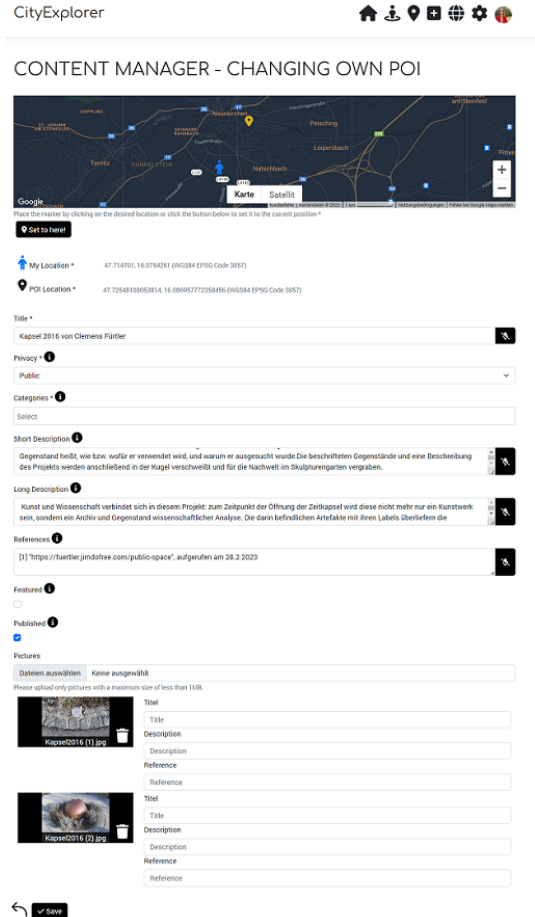 CityExplorer
CONTENT MANAGER - CHANGING OWN POI
Neunkirchen
Peisching
Loipersbach
Ternitz
Natschbach
Karte Satellit
Google
Place the marker by clicking on the desired location or click the button below to set it to the current position *
Set to here!
My Location * 47.714701, 16.0754251 (WGS84 EPSG Code 3857)
POI Location * (WGS84 EPSG Code 3857)
Title *
Kapsel 2016 von Clemens Fürtler
Privacy *
Public
Categories *
Select
Short Description
Gegenstand heißt, wie bzw. wofür er verwendet wird, und warum er ausgesucht wurde.Die beschrifteten Gegenstände und eine Beschreibung
des Projekts werden anschließend in der Kugel verschweißt und für die Nachwelt im Skulpturengarten vergraben.
Long Description
Kunst und Wissenschaft verbindet sich in diesem Projekt: zum Zeitpunkt der Öffnung der Zeitkapsel wird diese nicht mehr nur ein Kunstwerk
sein, sondern ein Archiv und Gegenstand wissenschaftlicher Analyse. Die darin befindlichen Artefakte mit ihren Labels überliefern die
References
[1] "https://fuertler.jimdofree.com/public-space", aufgerufen am 28.2.2023
Featured
Published
Pictures
Dateien auswählen Keine ausgewählt
Please upload only pictures with a maximum size of less than 1MB.
Titel
Title
Description
Description
Reference
Reference
Kapsel2016 (1).jpg
Titel
Title
Description
Description
Reference
Reference
Kapsel2016 (2).jpg
Save